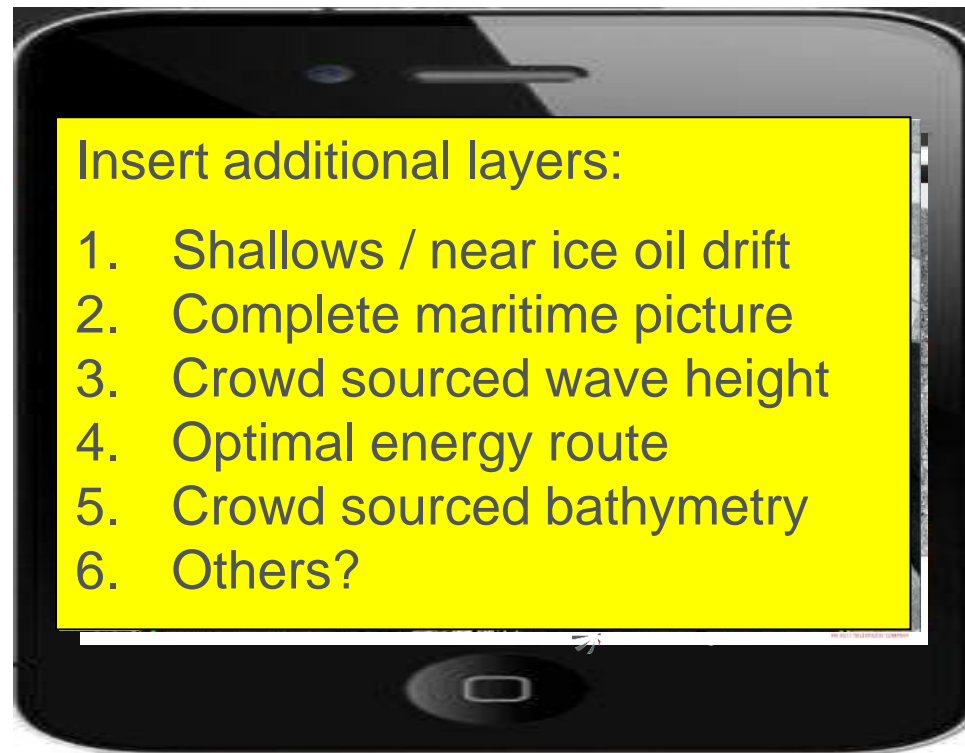 Insert additional layers:
1. Shallows / near ice oil drift
2. Complete maritime picture
3. Crowd sourced wave height
4. Optimal energy route
5. Crowd sourced bathymetry
6. Others?